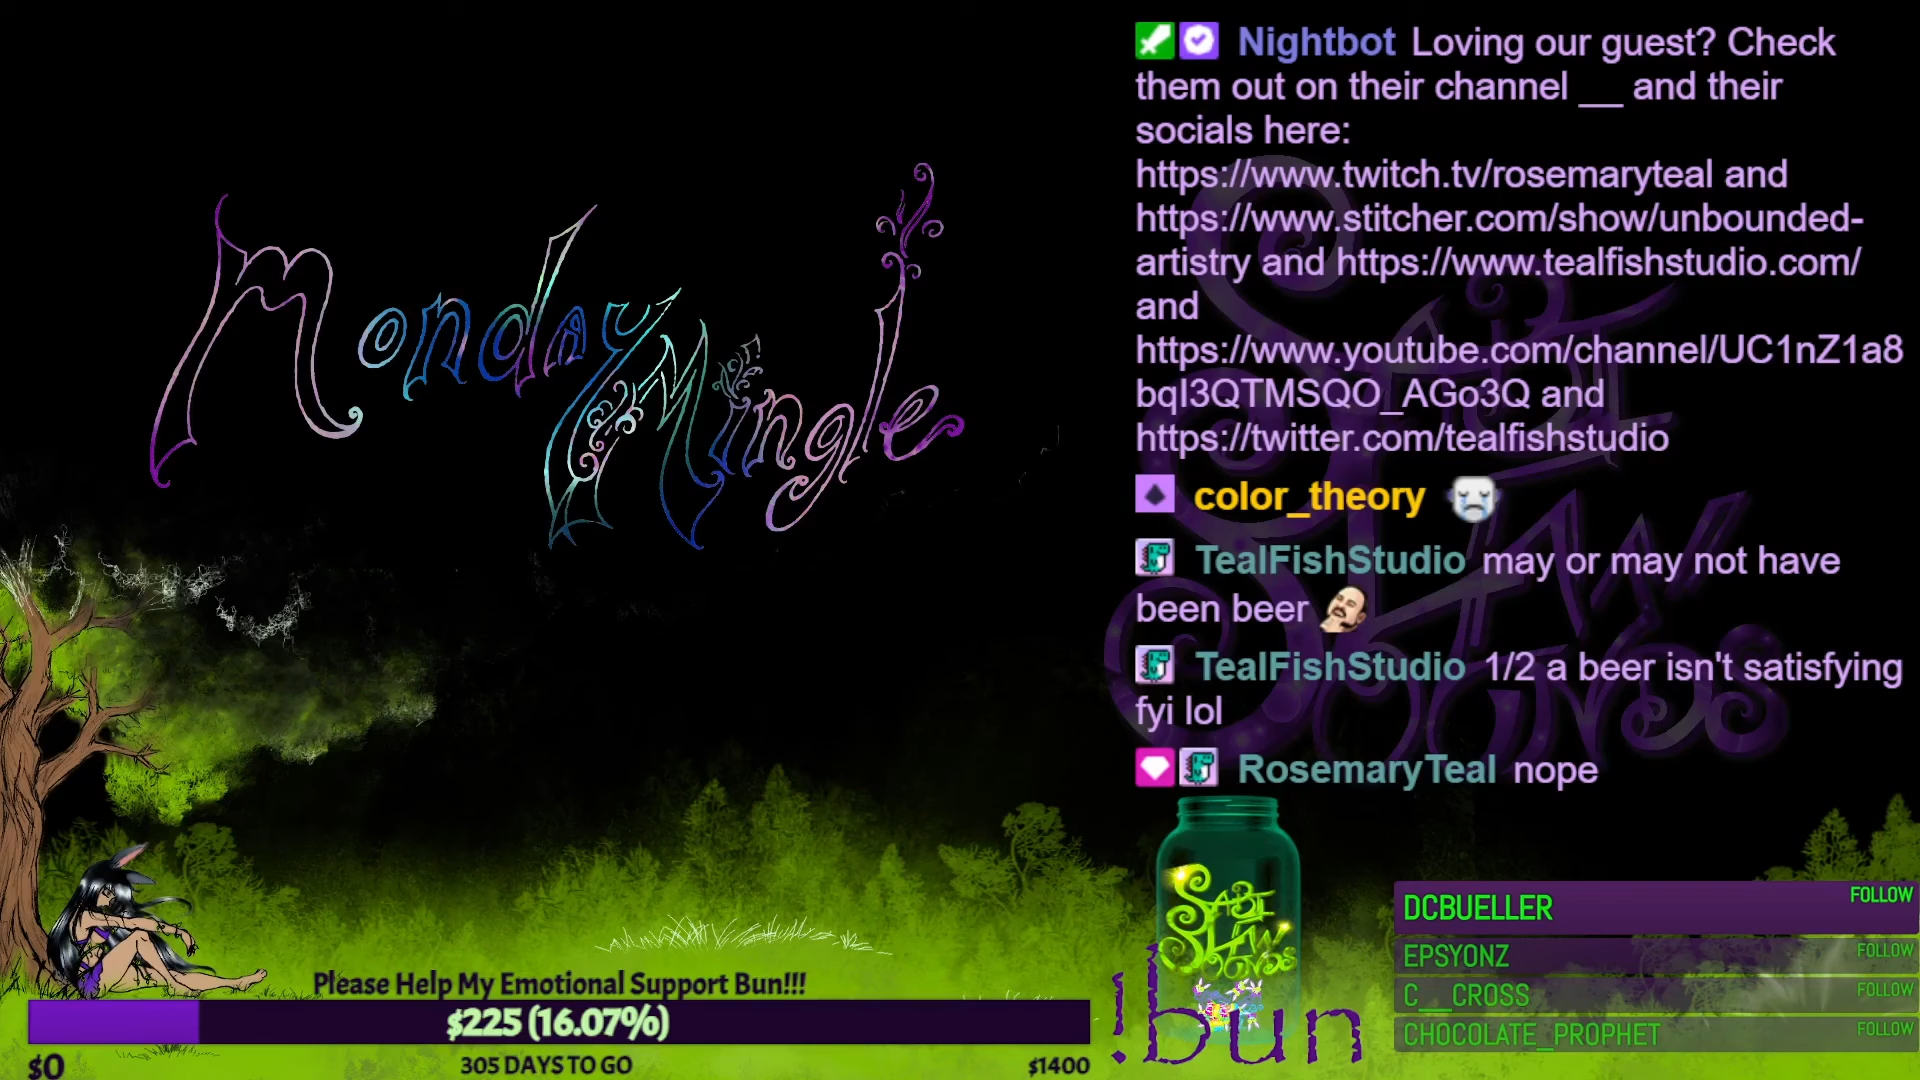 Monday
Mingle
Nightbot Loving our guest? Check
them out on their channel __ and their
socials here:
https://www.twitch.tv/rosemaryteal and
https://www.stitcher.com/show/unbounded-
artistry and https://www.tealfishstudio.com/
and
https://www.youtube.com/channel/UC1nZ1a8
bqI3QTMSQO_AGo3Q and
https://twitter.com/tealfishstudio
color_theory
TealFishStudio may or may not have
been beer
TealFishStudio 1/2 a beer isn't satisfying
fyi lol
RosemaryTeal nope
Please Help My Emotional Support Bun!!!
$225 (16.07%)
$0
305 DAYS TO GO
$1400
!bun
DCBUELLER FOLLOW
EPSYONZ FOLLOW
C__CROSS FOLLOW
CHOCOLATE_PROPHET FOLLOW